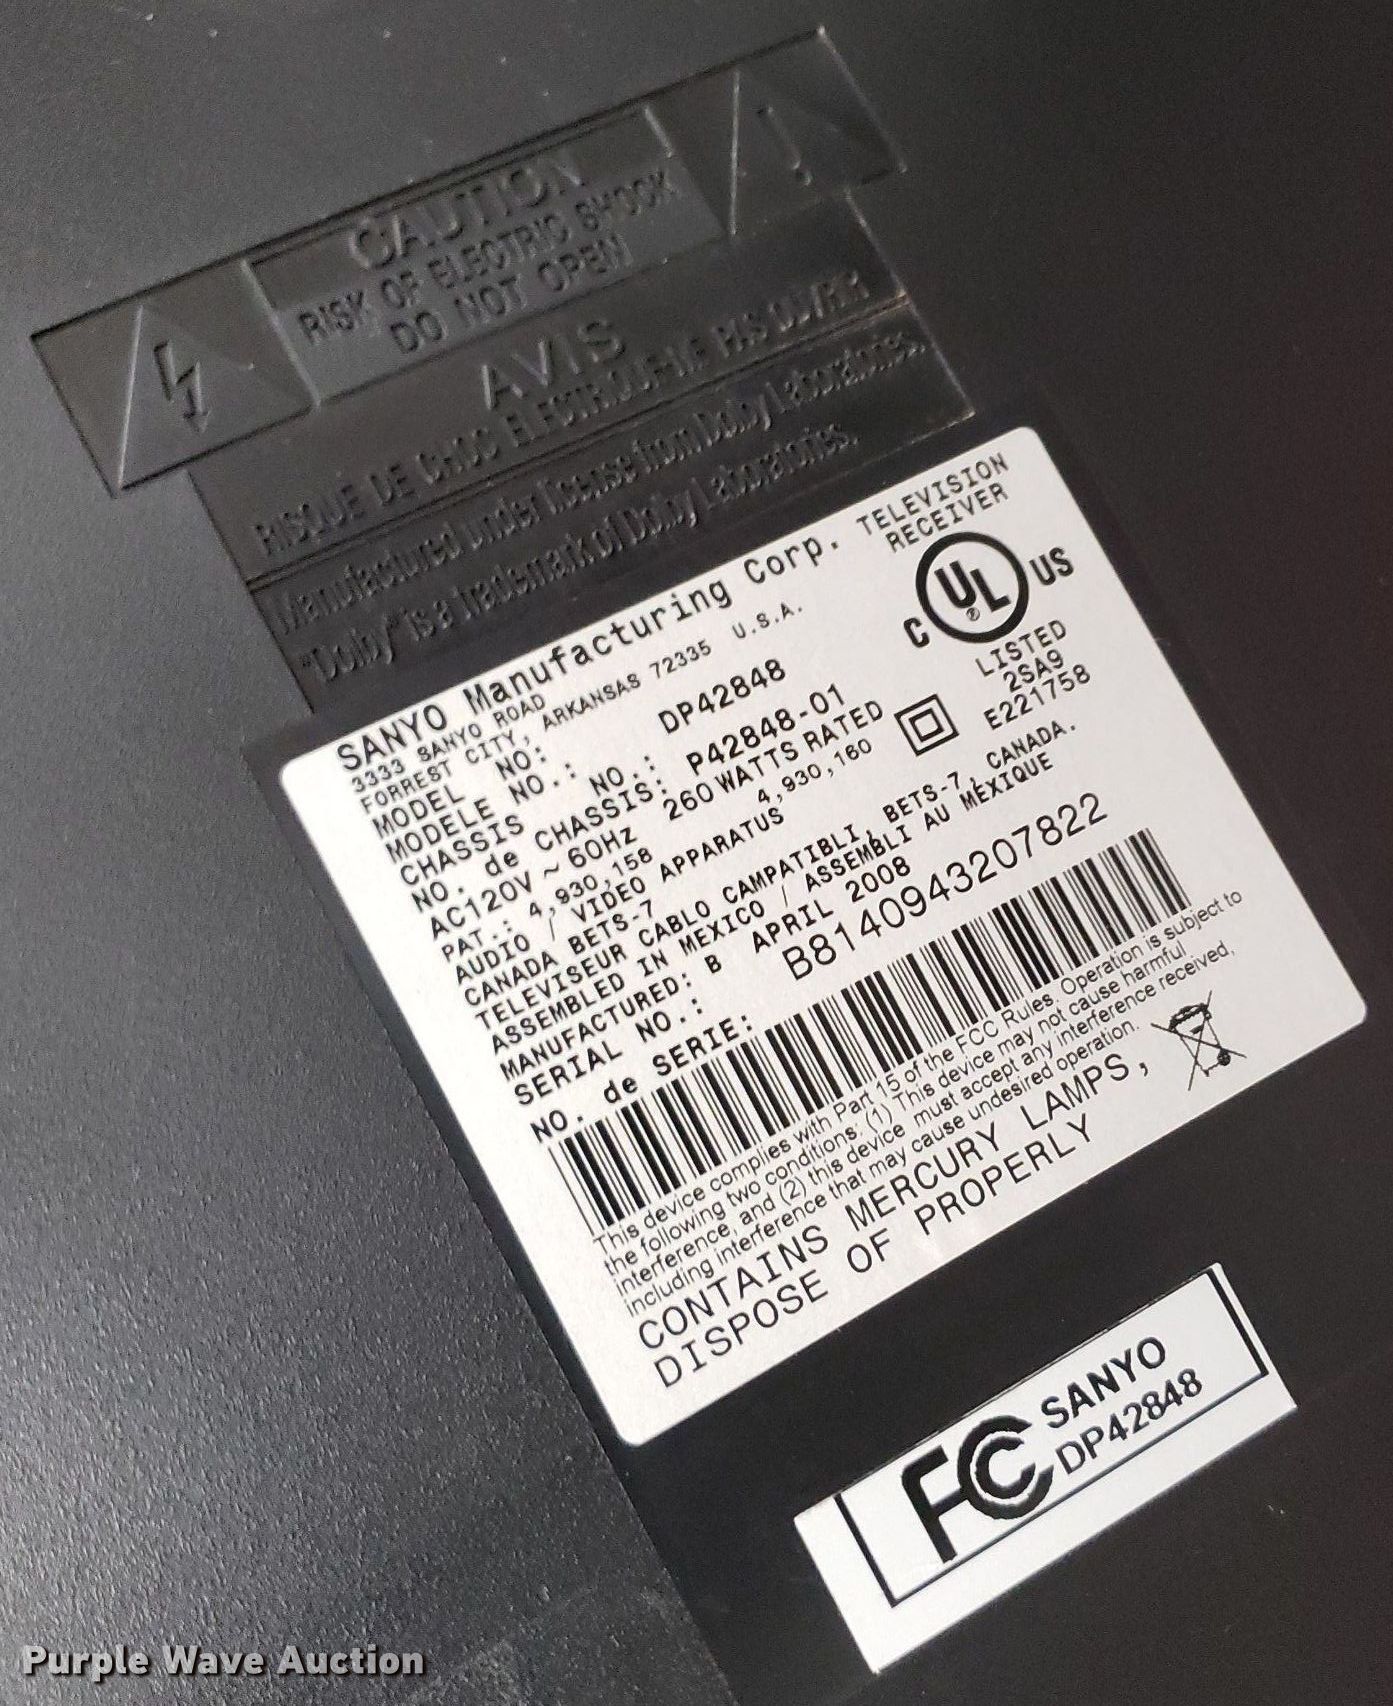 CAUTION
RISK OF ELECTRIC SHOCK
DO NOT OPEN
AVIS
RISQUE DE CHOC ELECTRIQUE-NE PAS OUVRIR
Manufactured under license from Dolby Laboratories.
"Dolby" is a trademark of Dolby Laboratories.
SANYO Manufacturing Corp.
TELEVISION
RECEIVER
3333 SANYO ROAD
FORREST CITY, ARKANSAS 72335 U.S.A.
MODEL NO:
MODELE NO.: DP42848
CHASSIS NO.:
NO. de CHASSIS: P42848-01
AC120V ~ 60Hz 260 WATTS RATED
PAT.: 4,930,158 4,930,160
AUDIO / VIDEO APPARATUS
CANADA BETS-7
TELEVISEUR CABLO CAMPATIBLI, BETS-7, CANADA.
ASSEMBLED IN MEXICO / ASSEMBLI AU MEXIQUE
MANUFACTURED: B APRIL 2008
SERIAL NO.:
NO. de SERIE: B8140943207822
C UL ® US
LISTED
2SA9
E221758
This device complies with Part 15 of the FCC Rules. Operation is subject to
the following two conditions: (1) This device may not cause harmful
interference, and (2) this device must accept any interference received,
including interference that may cause undesired operation.
CONTAINS MERCURY LAMPS,
DISPOSE OF PROPERLY
FC SANYO
DP42848
Purple Wave Auction